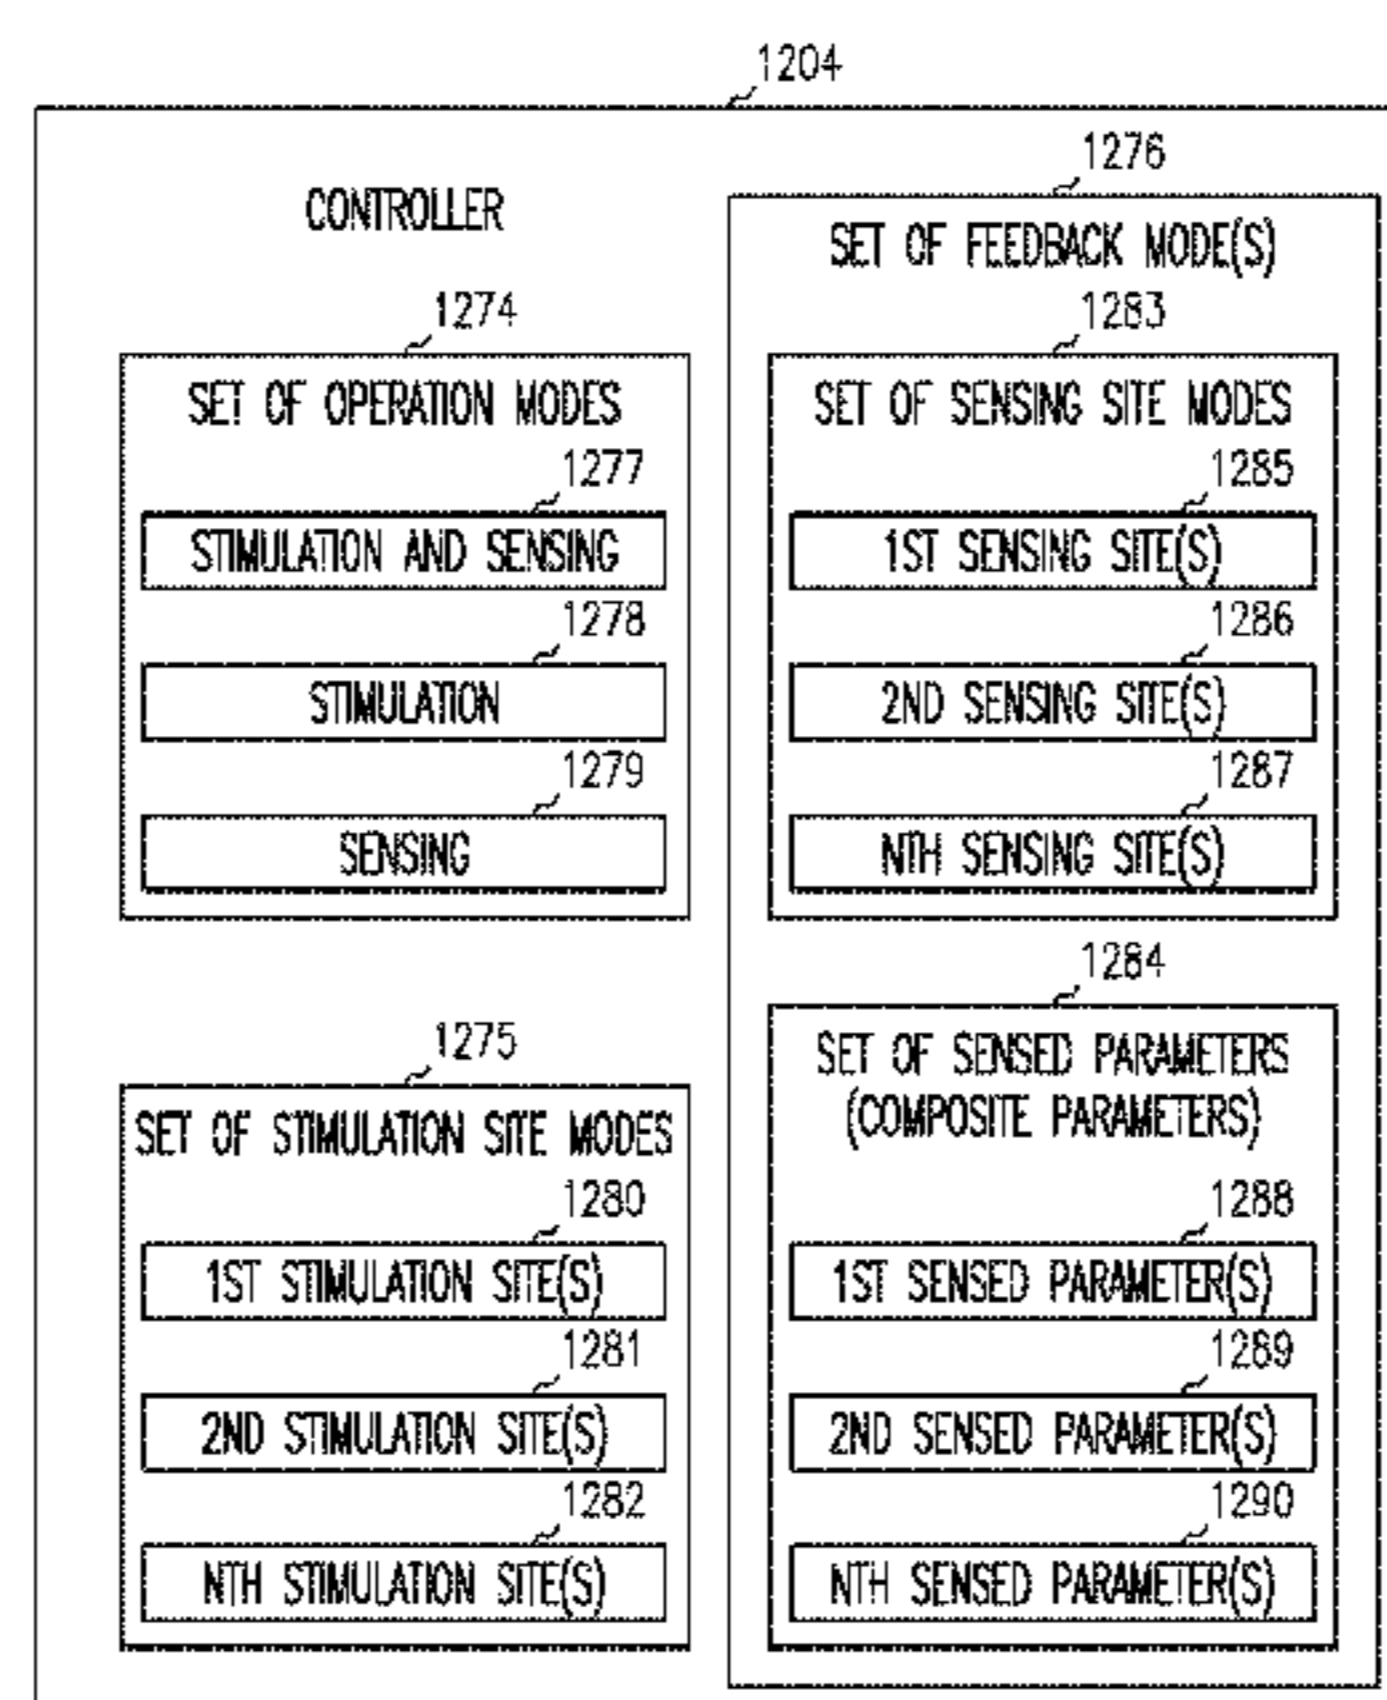 1204
CONTROLLER
1274
SET OF OPERATION MODES
1277
STIMULATION AND SENSING
1278
STIMULATION
1279
SENSING
1275
SET OF STIMULATION SITE MODES
1280
1ST STIMULATION SITE(S)
1281
2ND STIMULATION SITE(S)
1282
NTH STIMULATION SITE(S)
1276
SET OF FEEDBACK MODE(S)
1283
SET OF SENSING SITE MODES
1285
1ST SENSING SITE(S)
1286
2ND SENSING SITE(S)
1287
NTH SENSING SITE(S)
1284
SET OF SENSED PARAMETERS
(COMPOSITE PARAMETERS)
1288
1ST SENSED PARAMETER(S)
1289
2ND SENSED PARAMETER(S)
1290
NTH SENSED PARAMETER(S)